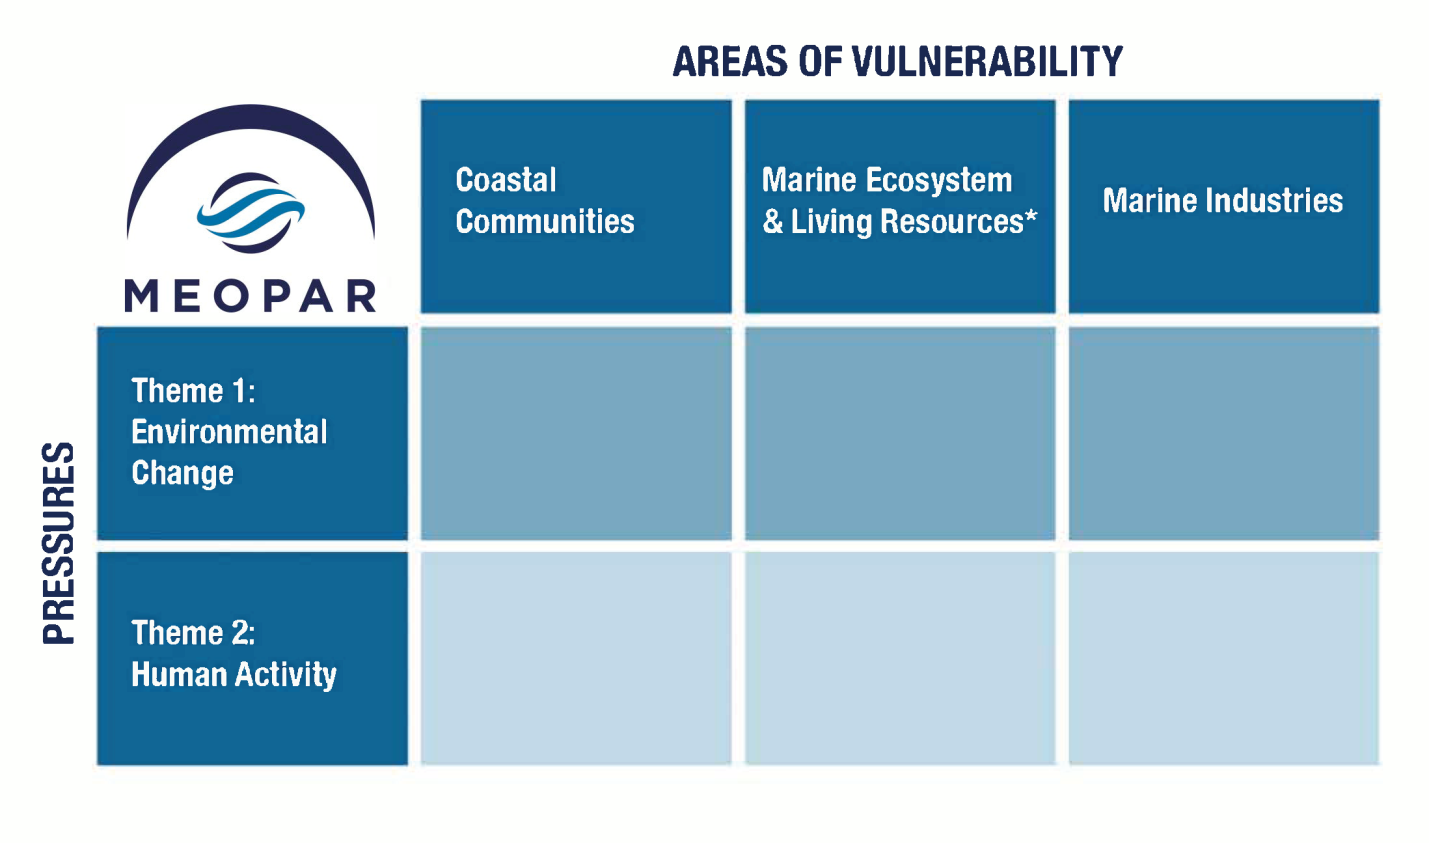 AREAS OF VULNERABILITY
MEOPAR
Coastal
Communities
Marine Ecosystem
& Living Resources*
Marine Industries
PRESSURES
Theme 1:
Environmental
Change
Theme 2:
Human Activity